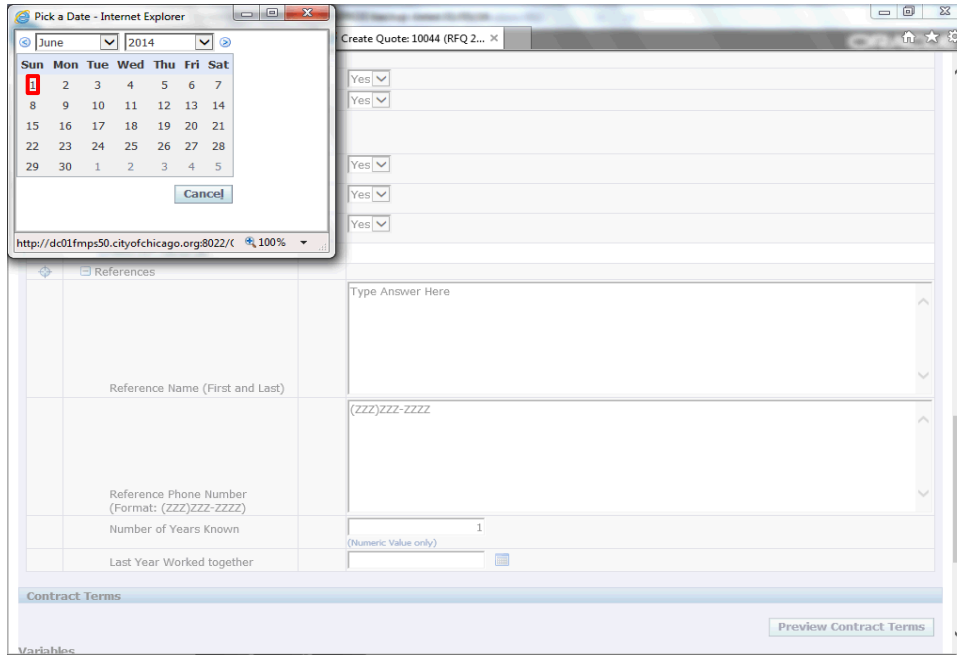 Pick a Date - Internet Explorer
June 2014
Sun Mon Tue Wed Thu Fri Sat
1 2 3 4 5 6 7
8 9 10 11 12 13 14
15 16 17 18 19 20 21
22 23 24 25 26 27 28
29 30 1 2 3 4 5
Cancel
http://dc01fmps50.cityofchicago.org:8022/( 100%
Create Quote: 10044 (RFQ 2...
Yes
Yes
Yes
Yes
Yes
References
Type Answer Here
Reference Name (First and Last)
(ZZZ)ZZZ-ZZZZ
Reference Phone Number
(Format: (ZZZ)ZZZ-ZZZZ)
Number of Years Known
1
(Numeric Value only)
Last Year Worked together
Contract Terms
Preview Contract Terms
Variables